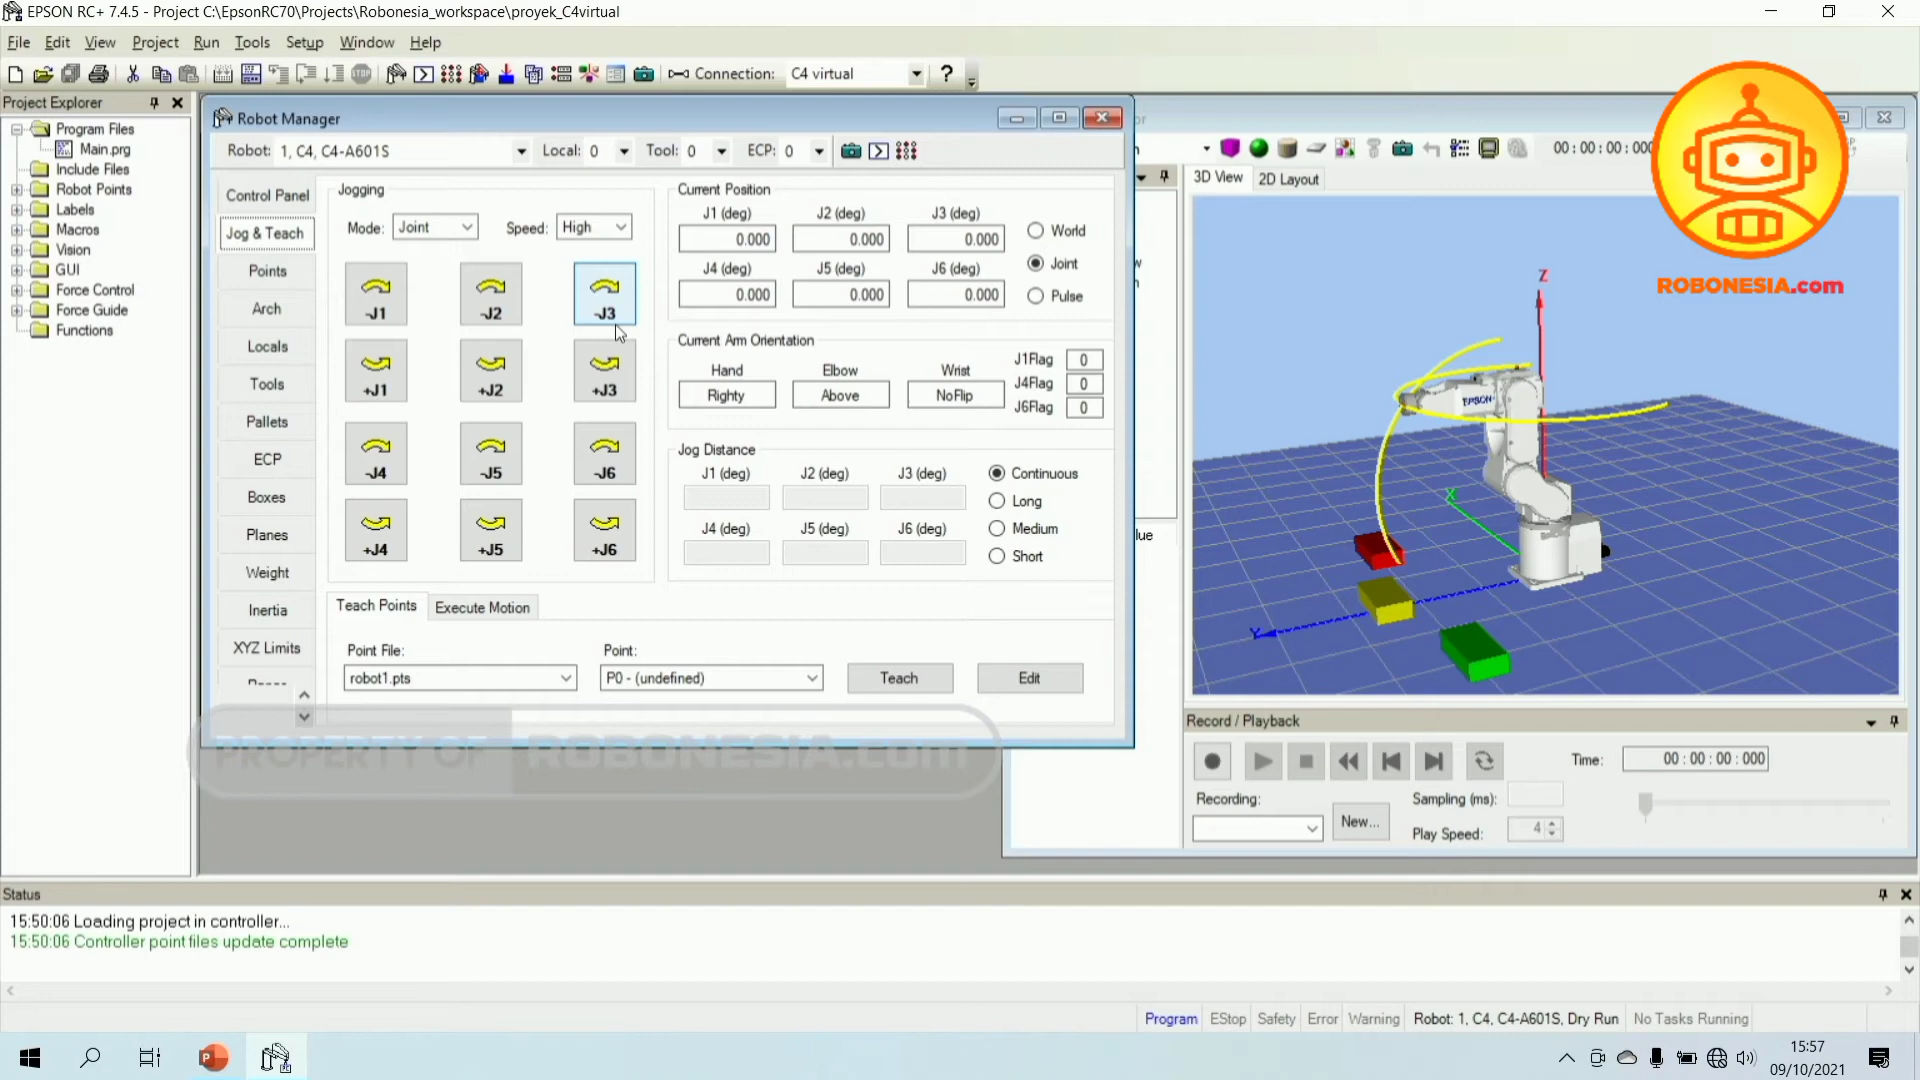 EPSON RC+ 7.4.5 - Project C:\EpsonRC70\Projects\Robonesia_workspace\proyek_C4virtual
File Edit View Project Run Tools Setup Window Help
Connection: C4 virtual
Project Explorer
Program Files
Main.prg
Include Files
Robot Points
Labels
Macros
Vision
GUI
Force Control
Force Guide
Functions
Robot Manager
Robot: 1, C4, C4-A601S Local: 0 Tool: 0 ECP: 0
Control Panel
Jog & Teach
Points
Arch
Locals
Tools
Pallets
ECP
Boxes
Planes
Weight
Inertia
XYZ Limits
Jogging
Mode: Joint Speed: High
-J1 -J2 -J3
+J1 +J2 +J3
-J4 -J5 -J6
+J4 +J5 +J6
Current Position
J1 (deg) J2 (deg) J3 (deg)
0.000 0.000 0.000
J4 (deg) J5 (deg) J6 (deg)
0.000 0.000 0.000
World
Joint
Pulse
Current Arm Orientation
Hand Elbow Wrist
Righty Above NoFlip
J1Flag 0
J4Flag 0
J6Flag 0
Jog Distance
J1 (deg) J2 (deg) J3 (deg)
J4 (deg) J5 (deg) J6 (deg)
Continuous
Long
Medium
Short
Teach Points Execute Motion
Point File: Point:
robot1.pts P0 - (undefined) Teach Edit
PROPERTY OF ROBONESIA.com
00 : 00 : 00 : 000
3D View 2D Layout
lue
ROBONESIA.com
Z
EPSON
X
Y
Record / Playback
Time: 00 : 00 : 00 : 000
Recording: New... Sampling (ms):
Play Speed: 4
Status
15:50:06 Loading project in controller...
15:50:06 Controller point files update complete
Program EStop Safety Error Warning Robot: 1, C4, C4-A601S, Dry Run No Tasks Running
15:57
09/10/2021